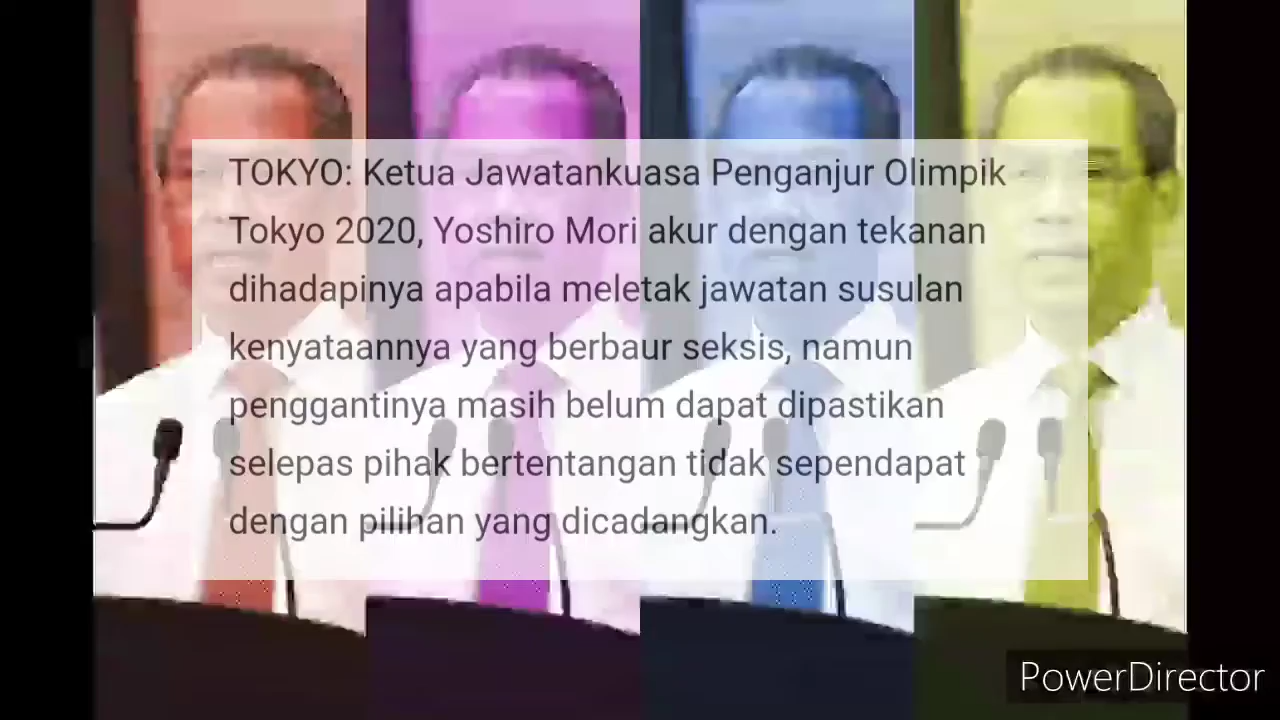 TOKYO: Ketua Jawatankuasa Penganjur Olimpik
Tokyo 2020, Yoshiro Mori akur dengan tekanan
dihadapinya apabila meletak jawatan susulan
kenyataannya yang berbaur seksis, namun
penggantinya masih belum dapat dipastikan
selepas pihak bertentangan tidak sependapat
dengan pilihan yang dicadangkan.
PowerDirector